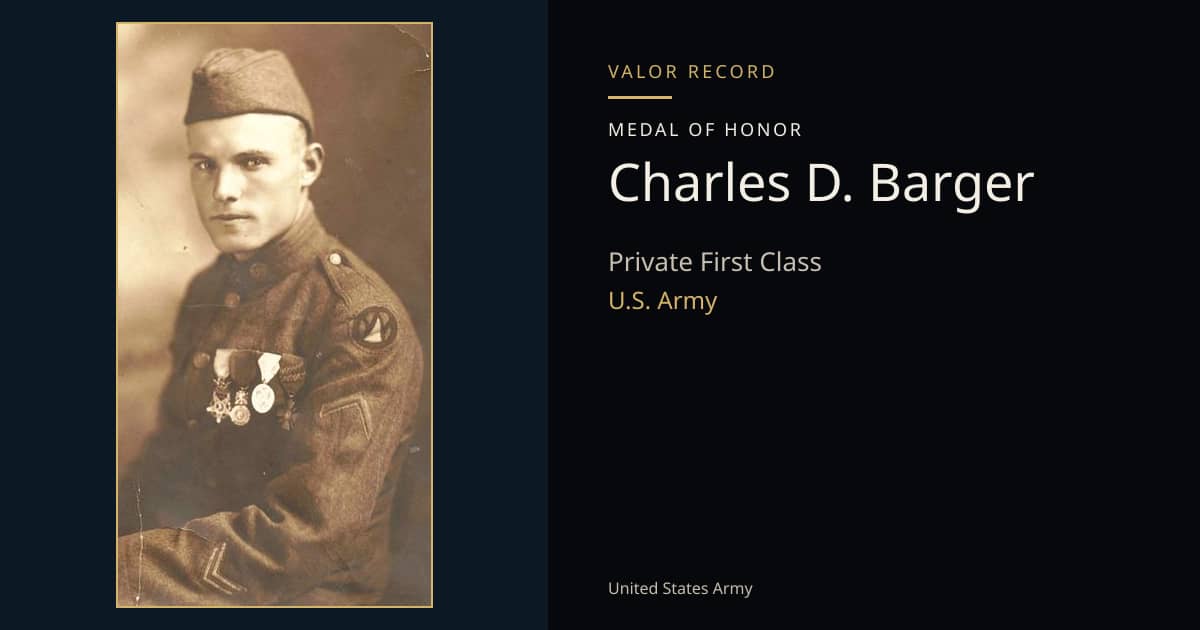 VALOR RECORD
MEDAL OF HONOR
Charles D. Barger
Private First Class
U.S. Army
United States Army